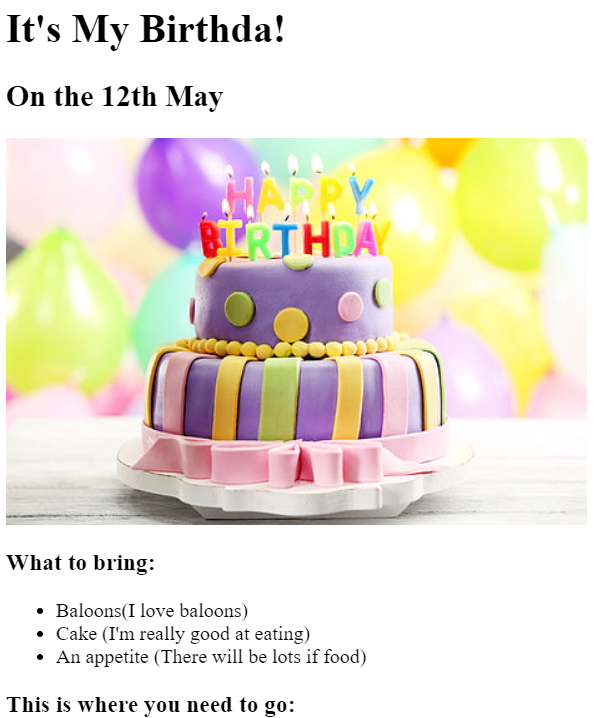 It's My Birthda!
On the 12th May
HAPPY
BIRTHDAY
What to bring:
Baloons(I love baloons)
Cake (I'm really good at eating)
An appetite (There will be lots if food)
This is where you need to go: